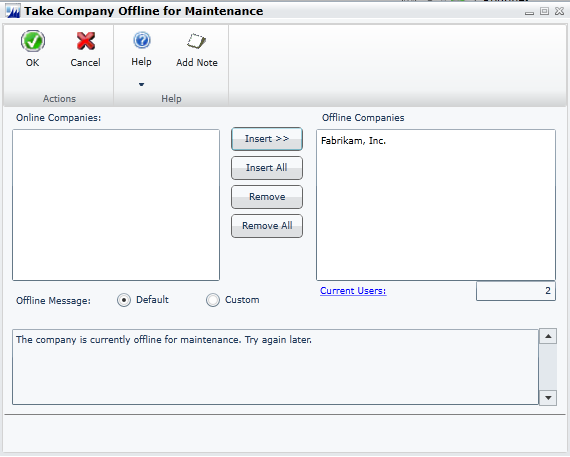 Take Company Offline for Maintenance
OK
Cancel
Help
Add Note
Actions
Help
Online Companies:
Offline Companies
Insert >>
Fabrikam, Inc.
Insert All
Remove
Remove All
Current Users:
2
Offline Message:
Default
Custom
The company is currently offline for maintenance. Try again later.